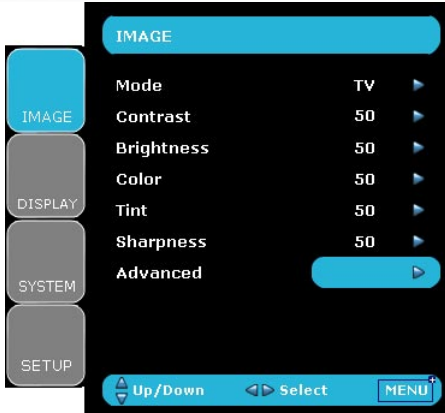 IMAGE
IMAGE
DISPLAY
SYSTEM
SETUP
Mode TV
Contrast 50
Brightness 50
Color 50
Tint 50
Sharpness 50
Advanced
Up/Down Select MENU